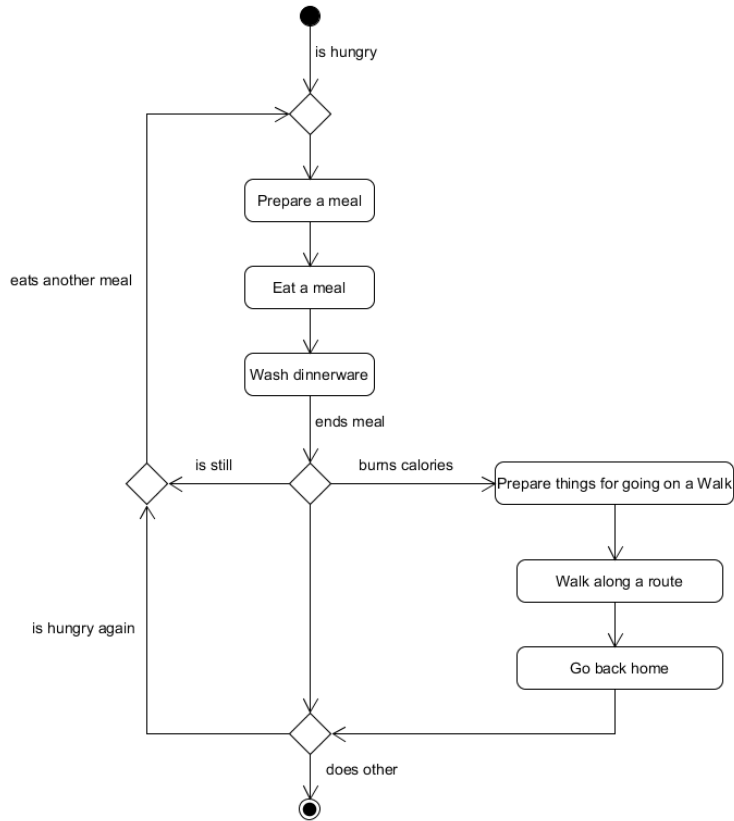 is hungry
Prepare a meal
eats another meal
Eat a meal
Wash dinnerware
ends meal
is still
burns calories
Prepare things for going on a Walk
Walk along a route
is hungry again
Go back home
does other